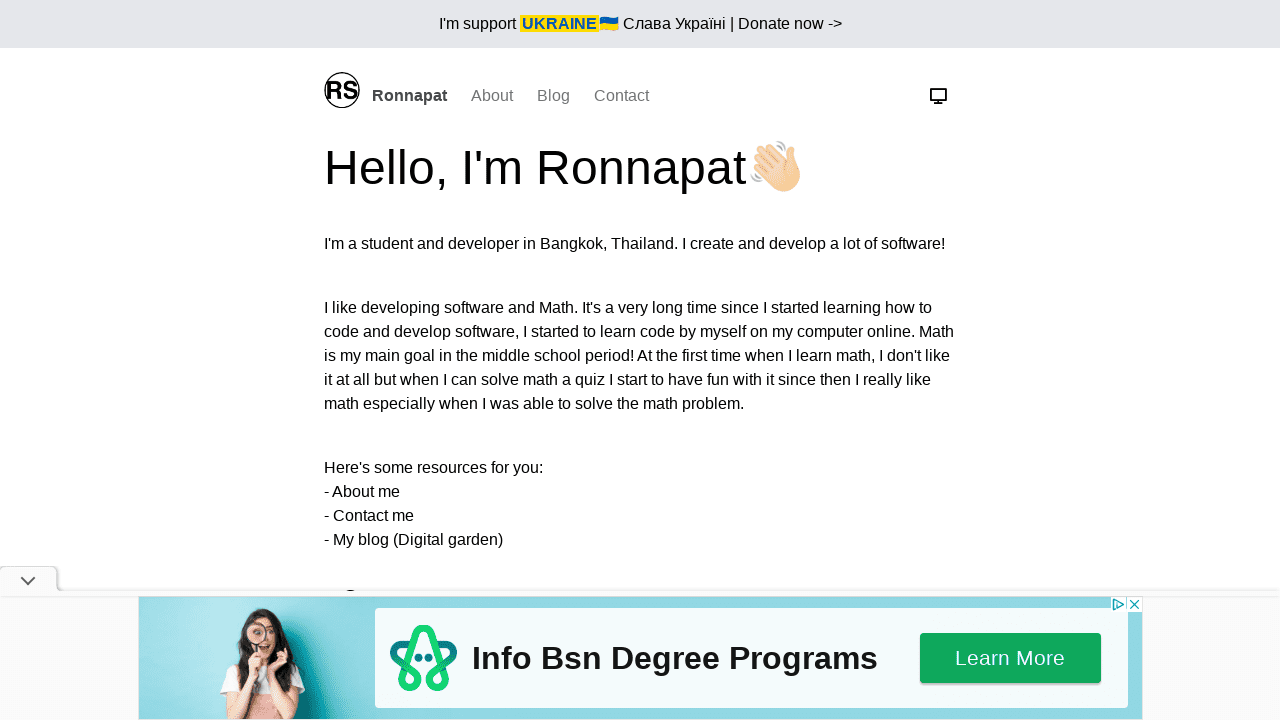 I'm support UKRAINE🇺🇦 Слава Україні | Donate now ->
RS Ronnapat About Blog Contact
Hello, I'm Ronnapat👋🏻
I'm a student and developer in Bangkok, Thailand. I create and develop a lot of software!
I like developing software and Math. It's a very long time since I started learning how to
code and develop software, I started to learn code by myself on my computer online. Math
is my main goal in the middle school period! At the first time when I learn math, I don't like
it at all but when I can solve math a quiz I start to have fun with it since then I really like
math especially when I was able to solve the math problem.
Here's some resources for you:
- About me
- Contact me
- My blog (Digital garden)
Info Bsn Degree Programs
Learn More